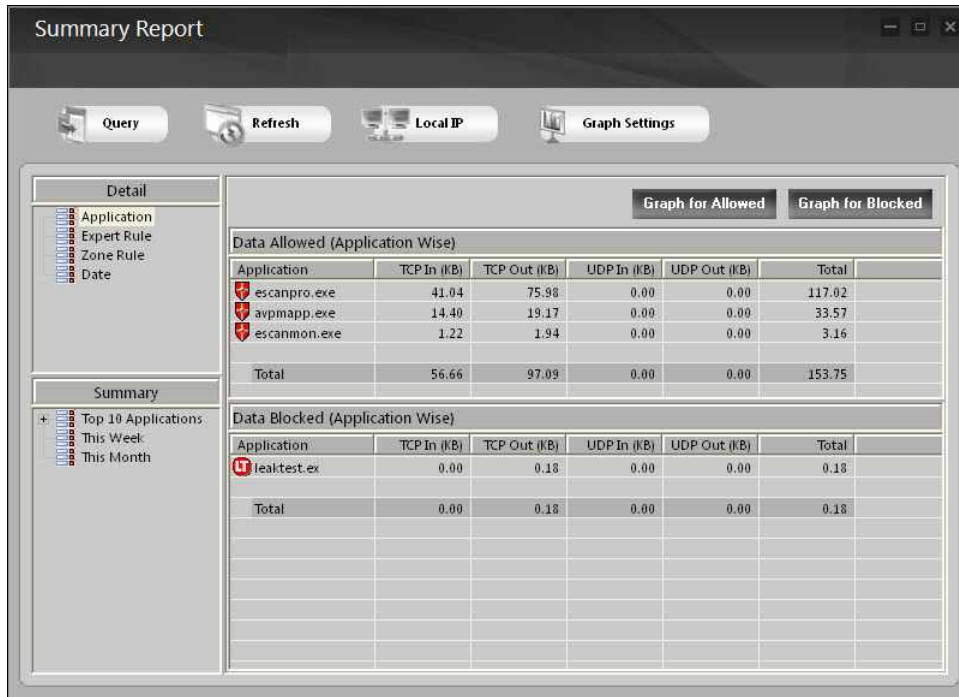 Summary Report
Query Refresh Local IP Graph Settings
Detail
Application
Expert Rule
Zone Rule
Date
Summary
Top 10 Applications
This Week
This Month
Graph for Allowed Graph for Blocked
Data Allowed (Application Wise)
Application TCP In (KB) TCP Out (KB) UDP In (KB) UDP Out (KB) Total
escanpro.exe 41.04 75.98 0.00 0.00 117.02
avpmapp.exe 14.40 19.17 0.00 0.00 33.57
escanmon.exe 1.22 1.94 0.00 0.00 3.16
Total 56.66 97.09 0.00 0.00 153.75
Data Blocked (Application Wise)
Application TCP In (KB) TCP Out (KB) UDP In (KB) UDP Out (KB) Total
LT leaktest.ex 0.00 0.18 0.00 0.00 0.18
Total 0.00 0.18 0.00 0.00 0.18